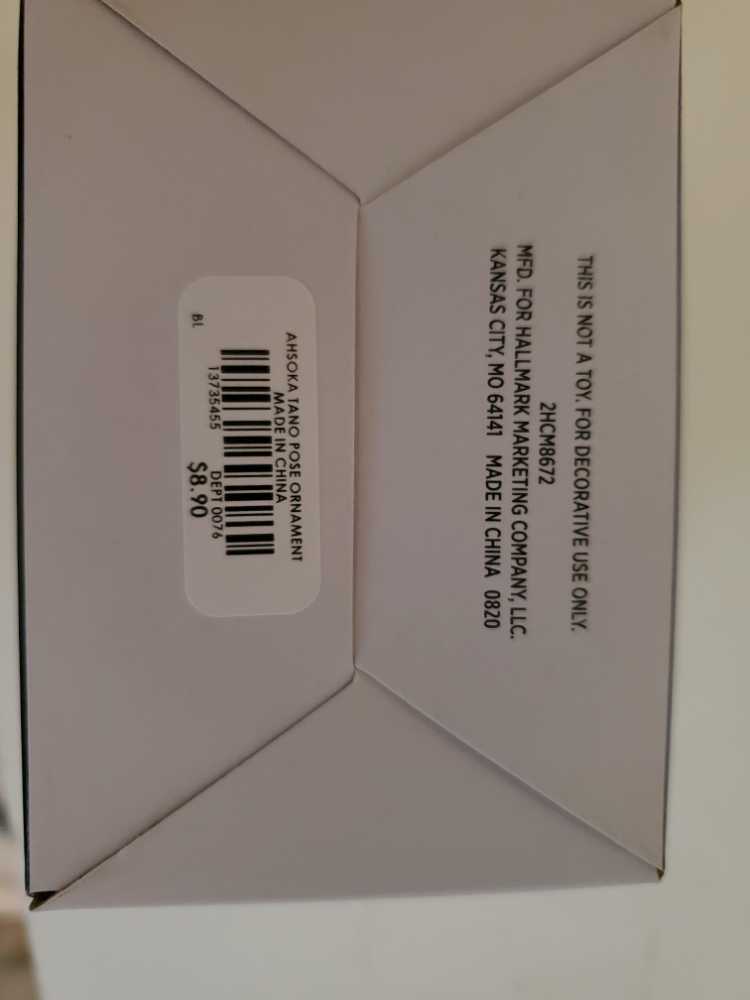 THIS IS NOT A TOY. FOR DECORATIVE USE ONLY.
2HCM8672
MFD. FOR HALLMARK MARKETING COMPANY, LLC.
KANSAS CITY, MO 64141 MADE IN CHINA 0820
AHSOKA TANO POSE ORNAMENT
MADE IN CHINA
13735455 DEPT 0076
BL $8.90